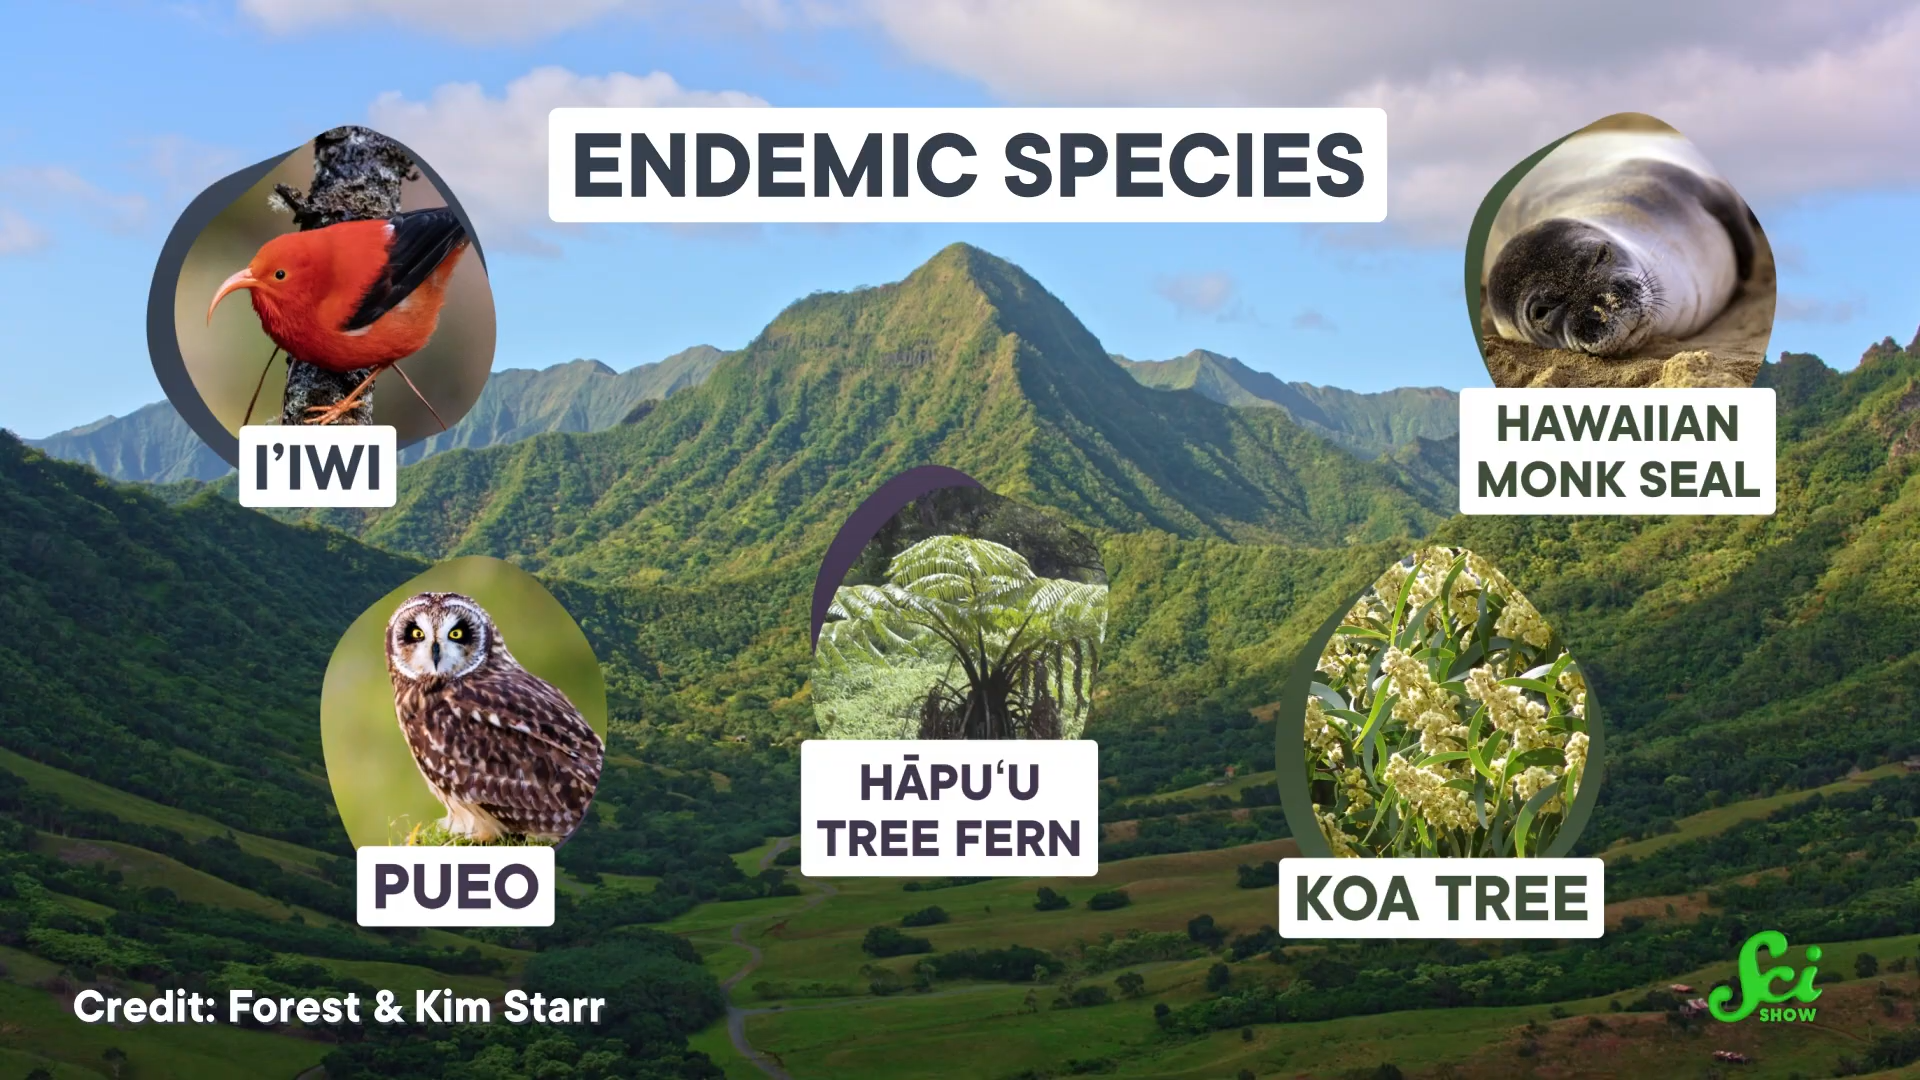 ENDEMIC SPECIES
I’IWI
HAWAIIAN
MONK SEAL
PUEO
HĀPU‘U
TREE FERN
KOA TREE
Credit: Forest & Kim Starr
Sci
SHOW